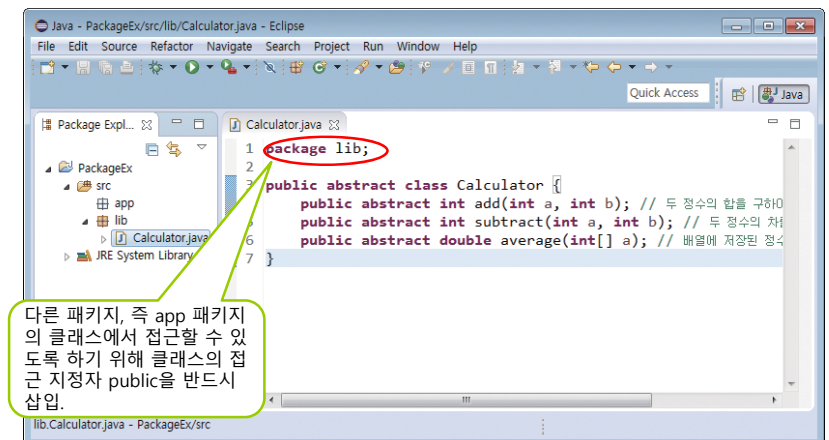 Java - PackageEx/src/lib/Calculator.java - Eclipse
File Edit Source Refactor Navigate Search Project Run Window Help
Quick Access
Java
Package Expl...
Calculator.java
PackageEx
src
app
lib
Calculator.java
JRE System Library
1 package lib;
2
3 public abstract class Calculator {
public abstract int add(int a, int b); // 두 정수의 합을 구하여
5 public abstract int subtract(int a, int b); // 두 정수의 차를
6 public abstract double average(int[] a); // 배열에 저장된 정수
7 }
다른 패키지, 즉 app 패키지
의 클래스에서 접근할 수 있
도록 하기 위해 클래스의 접
근 지정자 public을 반드시
삽입.
lib.Calculator.java - PackageEx/src